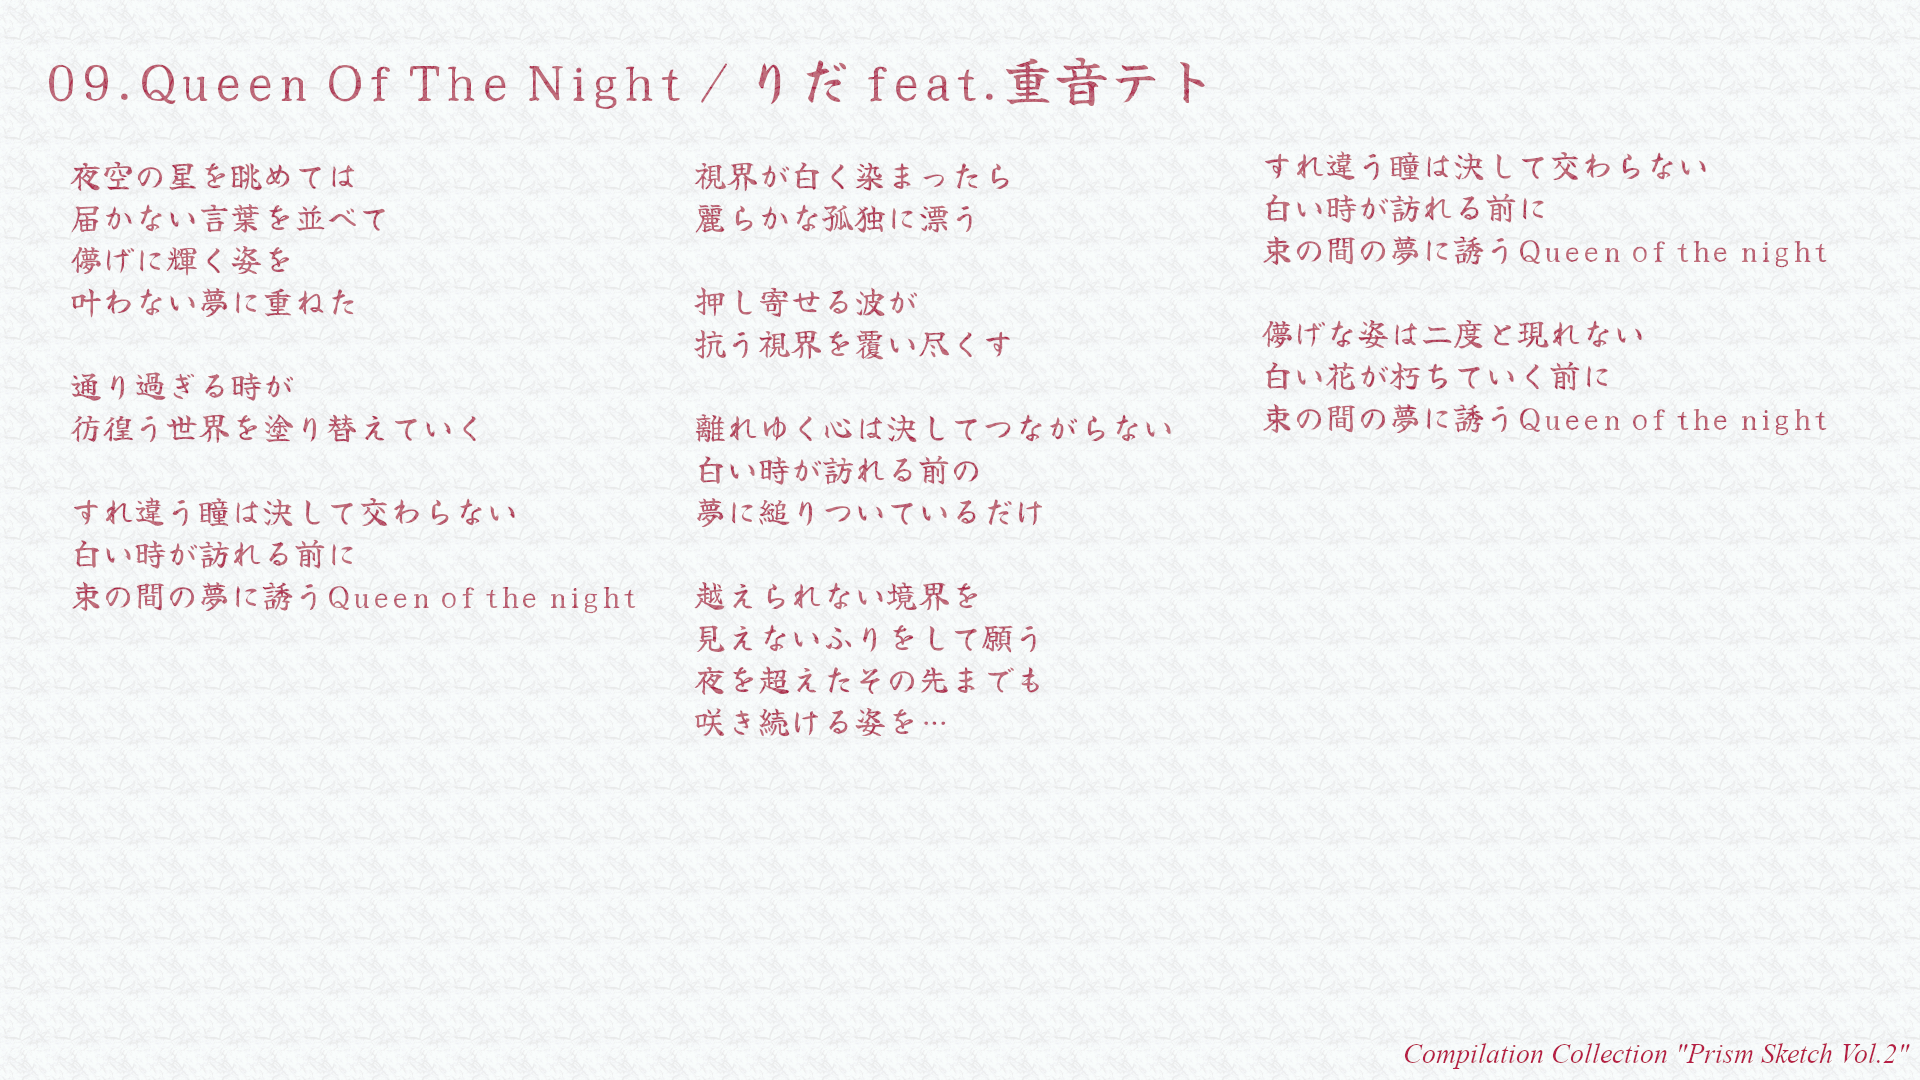 09.Queen Of The Night / りだ feat.重音テト
夜空の星を眺めては
届かない言葉を並べて
儚げに輝く姿を
叶わない夢に重ねた
通り過ぎる時が
彷徨う世界を塗り替えていく
すれ違う瞳は決して交わらない
白い時が訪れる前に
束の間の夢に誘うQueen of the night
視界が白く染まったら
麗らかな孤独に漂う
押し寄せる波が
抗う視界を覆い尽くす
離れゆく心は決してつながらない
白い時が訪れる前の
夢に縋りついているだけ
越えられない境界を
見えないふりをして願う
夜を超えたその先までも
咲き続ける姿を…
すれ違う瞳は決して交わらない
白い時が訪れる前に
束の間の夢に誘うQueen of the night
儚げな姿は二度と現れない
白い花が朽ちていく前に
束の間の夢に誘うQueen of the night
Compilation Collection "Prism Sketch Vol.2"